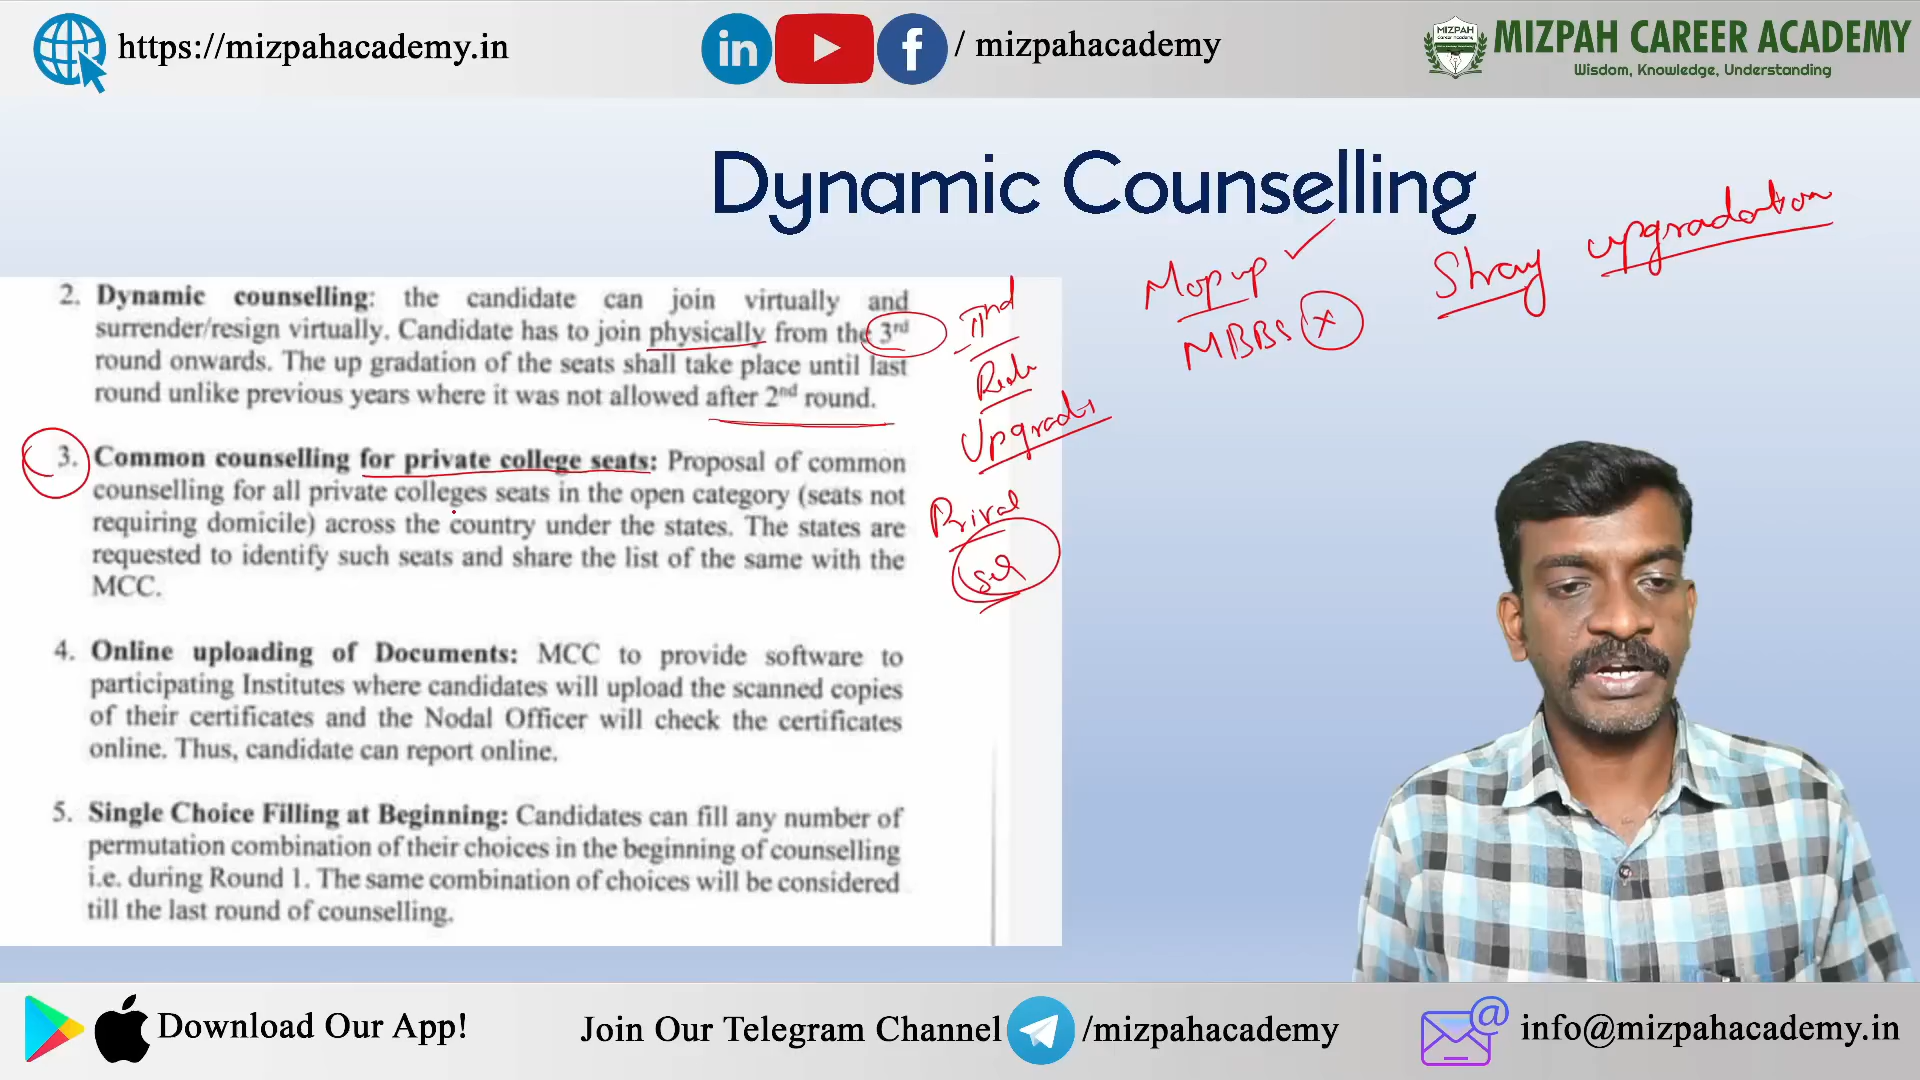 https://mizpahacademy.in
in
f
/ mizpahacademy
MIZPAH
MIZPAH CAREER ACADEMY
Wisdom, Knowledge, Understanding
Dynamic Counselling
Mop up ✓
MBBS X
Stray upgradation
2. Dynamic counselling: the candidate can join virtually and
surrender/resign virtually. Candidate has to join physically from the 3rd
round onwards. The up gradation of the seats shall take place until last
round unlike previous years where it was not allowed after 2nd round.
IInd
3. Common counselling for private college seats: Proposal of common
counselling for all private colleges seats in the open category (seats not
requiring domicile) across the country under the states. The states are
requested to identify such seats and share the list of the same with the
MCC.
4. Online uploading of Documents: MCC to provide software to
participating Institutes where candidates will upload the scanned copies
of their certificates and the Nodal Officer will check the certificates
online. Thus, candidate can report online.
5. Single Choice Filling at Beginning: Candidates can fill any number of
permutation combination of their choices in the beginning of counselling
i.e. during Round 1. The same combination of choices will be considered
till the last round of counselling.
Download Our App!
Join Our Telegram Channel
/mizpahacademy
@
info@mizpahacademy.in